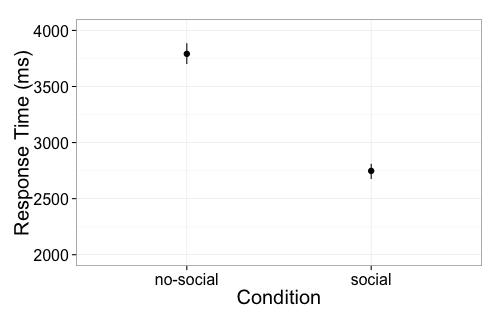 Response Time (ms)
4000
3500
3000
2500
2000
no-social
social
Condition